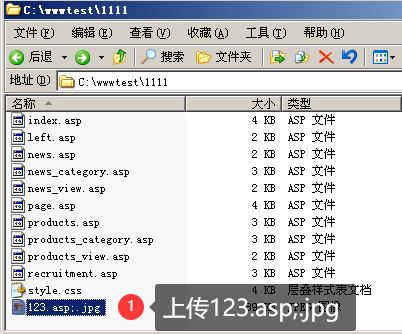 C:\wwwtest\1111
文件(F) 编辑(E) 查看(V) 收藏(A) 工具(T) 帮助(H)
后退 搜索 文件夹
地址(D) C:\wwwtest\1111
名称 大小 类型
index.asp 4 KB ASP 文件
left.asp 2 KB ASP 文件
news.asp 2 KB ASP 文件
news_category.asp 3 KB ASP 文件
news_view.asp 2 KB ASP 文件
page.asp 4 KB ASP 文件
products.asp 3 KB ASP 文件
products_category.asp 3 KB ASP 文件
products_view.asp 2 KB ASP 文件
recruitment.asp 3 KB ASP 文件
style.css 4 KB 层叠样式表文档
123.asp;.jpg
1 上传123.asp;.jpg